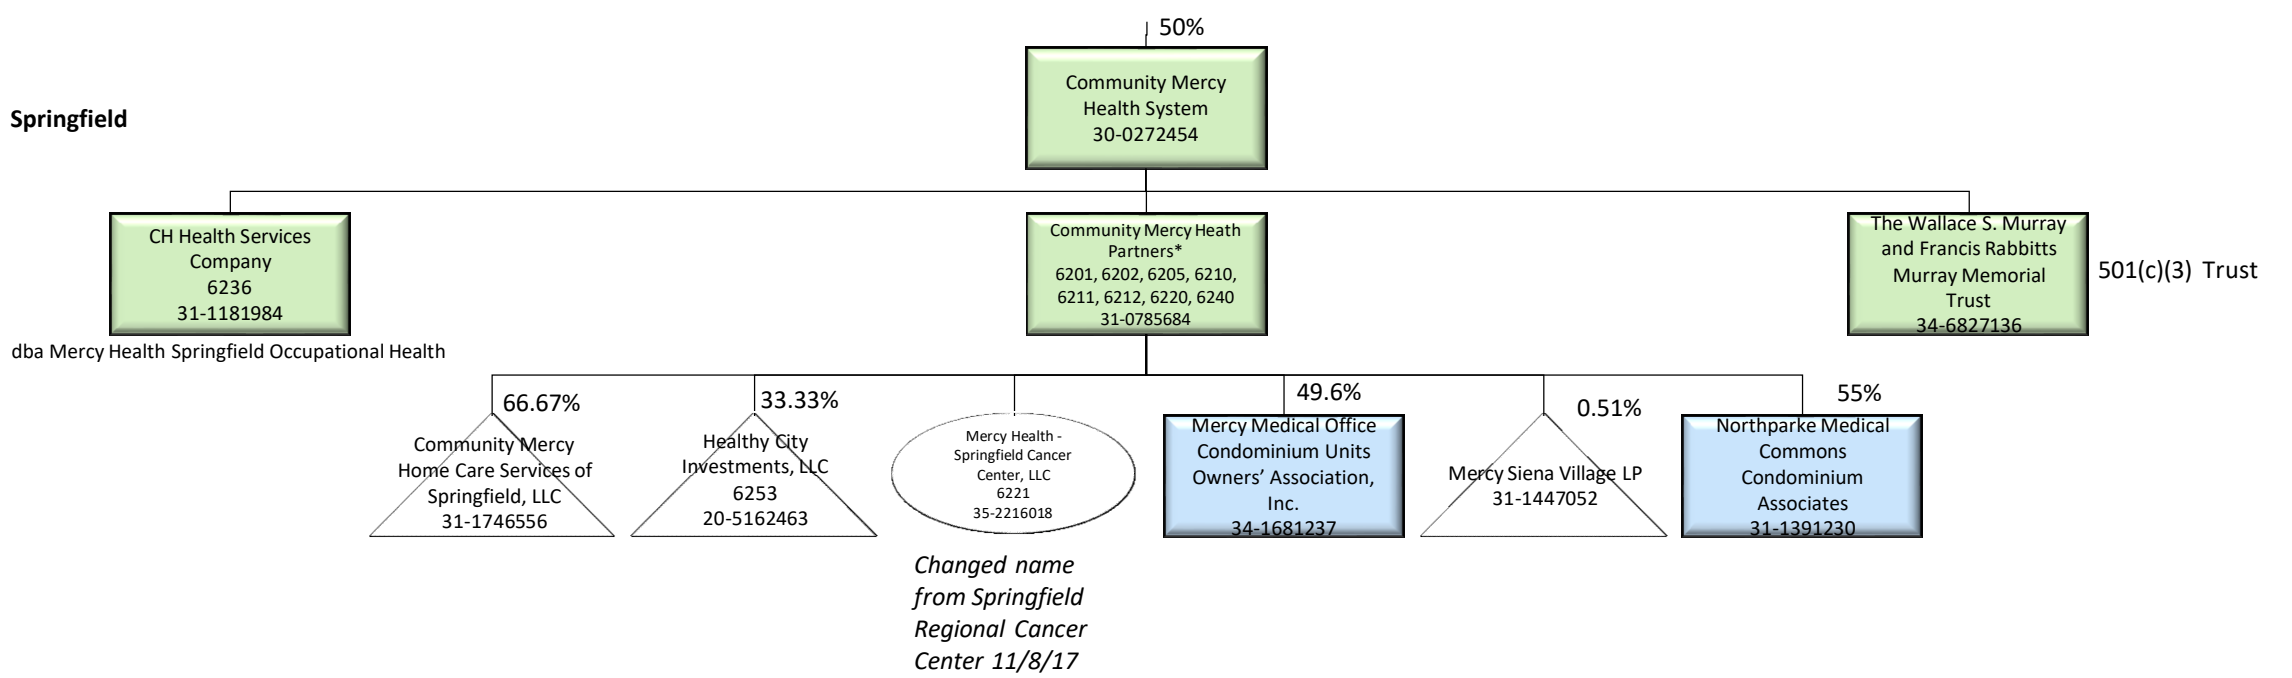 50%
Community Mercy
Health System
30-0272454
Springfield
CH Health Services
Company
6236
31-1181984
dba Mercy Health Springfield Occupational Health
Community Mercy Heath
Partners*
6201, 6202, 6205, 6210,
6211, 6212, 6220, 6240
31-0785684
The Wallace S. Murray
and Francis Rabbitts
Murray Memorial
Trust
34-6827136
501(c)(3) Trust
66.67%
Community Mercy
Home Care Services of
Springfield, LLC
31-1746556
33.33%
Healthy City
Investments, LLC
6253
20-5162463
Mercy Health -
Springfield Cancer
Center, LLC
6221
35-2216018
Changed name
from Springfield
Regional Cancer
Center 11/8/17
49.6%
Mercy Medical Office
Condominium Units
Owners’ Association,
Inc.
34-1681237
0.51%
Mercy Siena Village LP
31-1447052
55%
Northparke Medical
Commons
Condominium
Associates
31-1391230